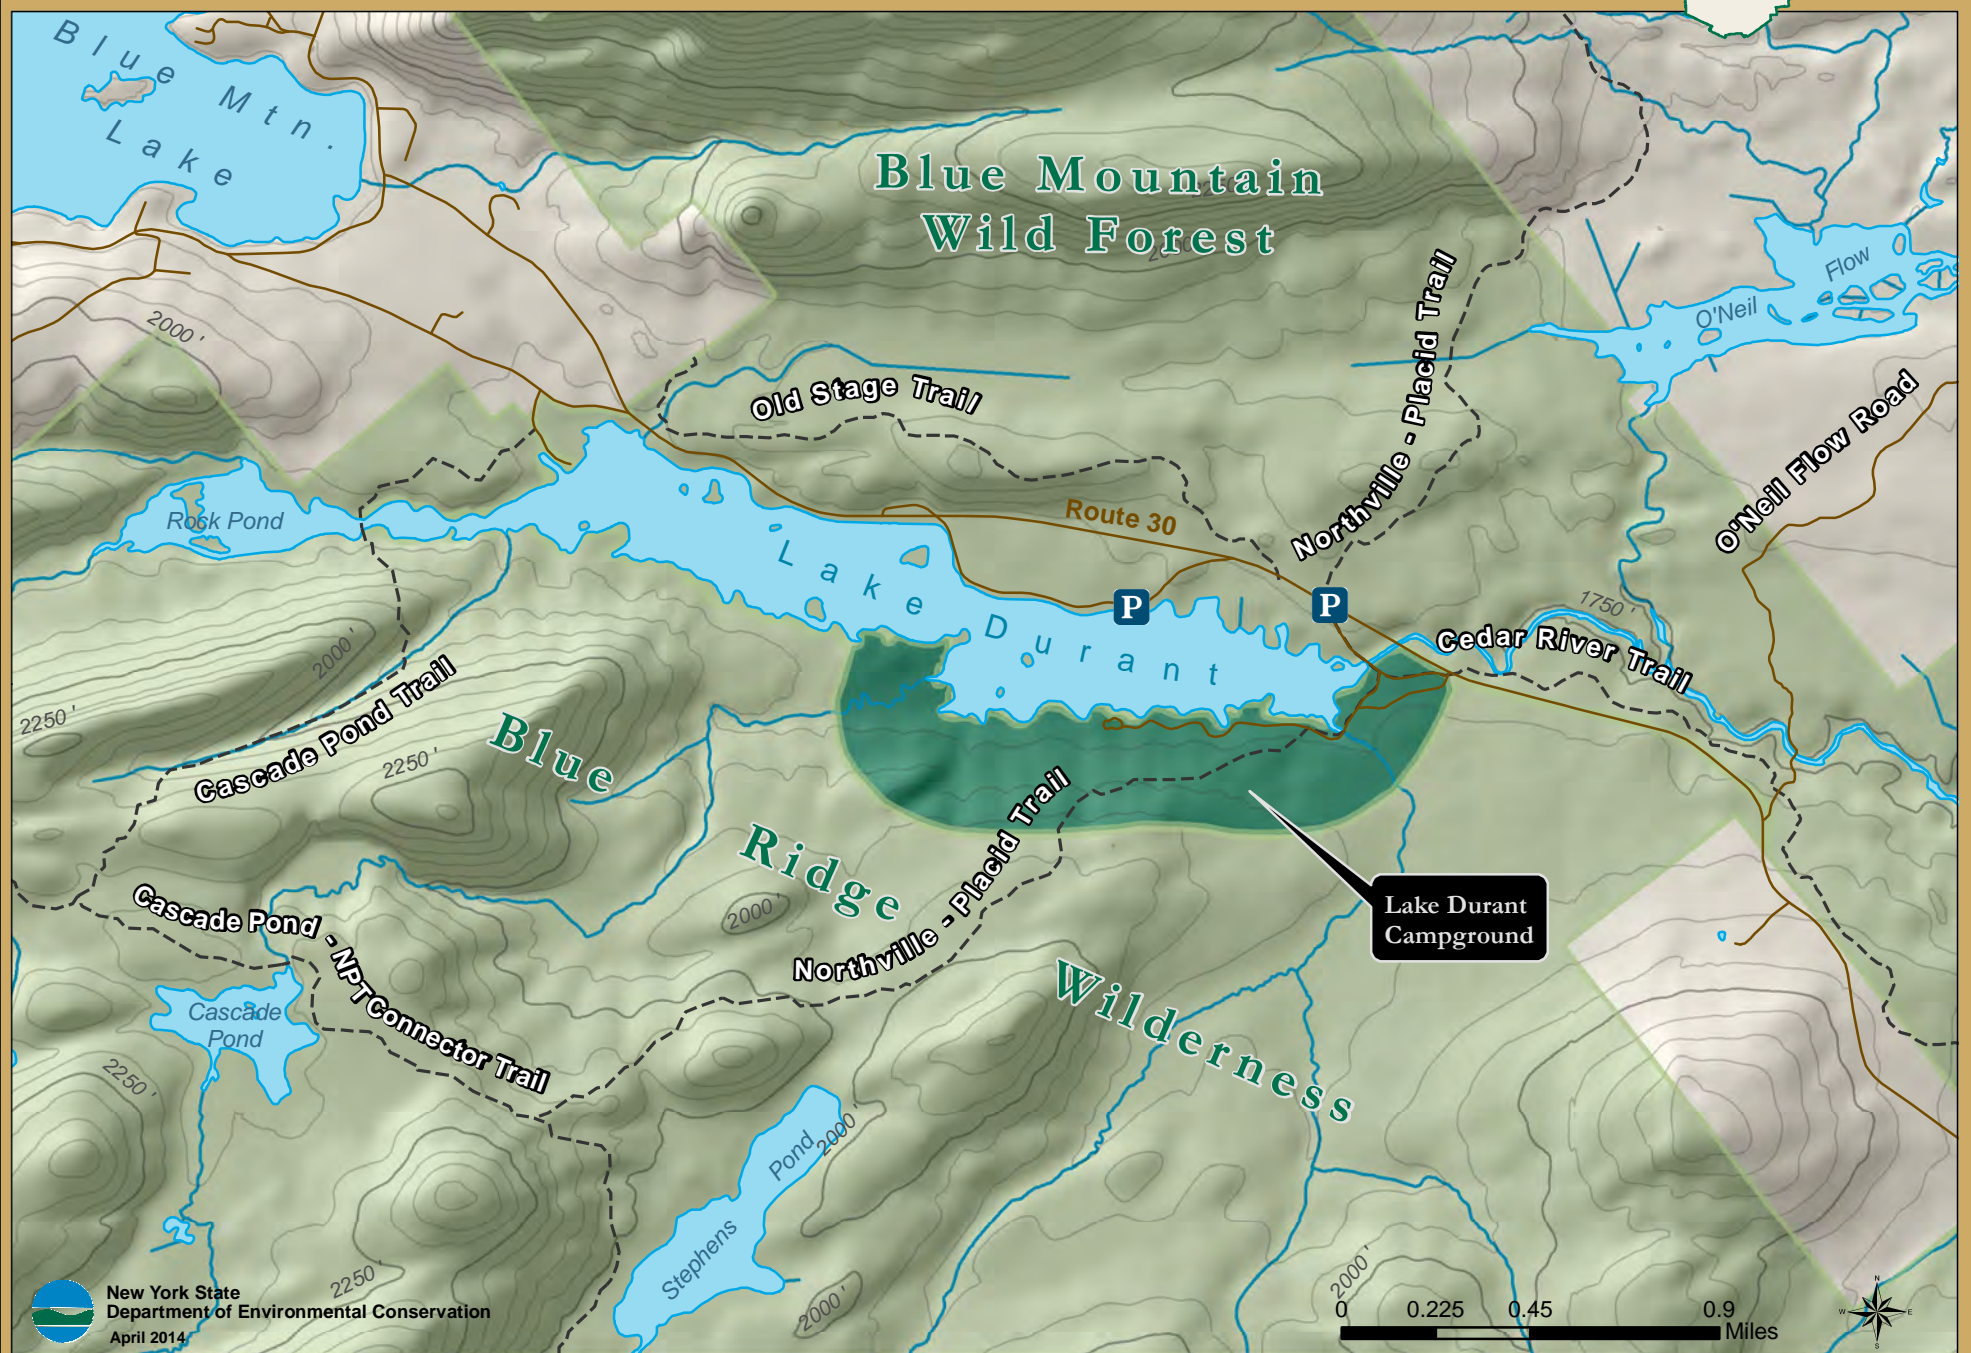 Blue Mtn.
Lake
Blue Mountain
Wild Forest
2250'
2000'
Flow
O'Neil
2000'
Old Stage Trail
Northville - Placid Trail
O'Neil Flow Road
Rock Pond
Route 30
Lake Durant
P
P
1750'
Cedar River Trail
2000'
2250'
Cascade Pond Trail
2250'
Blue
Ridge
Wilderness
2000'
Northville - Placid Trail
Lake Durant
Campground
Cascade Pond - NPT Connector Trail
Cascade
Pond
2250'
2000'
Stephens Pond
2250'
2000'
2000'
New York State
Department of Environmental Conservation
April 2014
0 0.225 0.45 0.9
Miles
N
W E
S